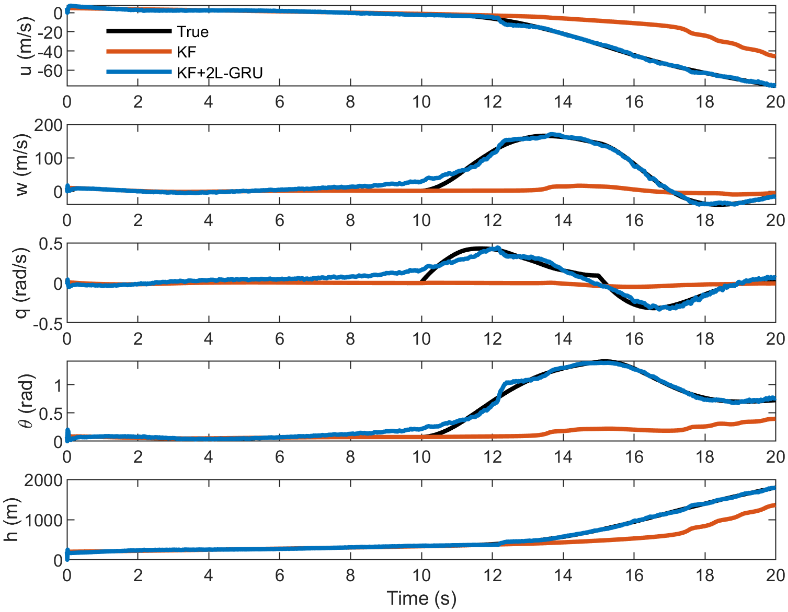 0
-20
-40
-60
u (m/s)
True
KF
KF+2L-GRU
0 2 4 6 8 10 12 14 16 18 20
200
100
0
w (m/s)
0 2 4 6 8 10 12 14 16 18 20
0.5
0
-0.5
q (rad/s)
0 2 4 6 8 10 12 14 16 18 20
1
0.5
0
θ (rad)
0 2 4 6 8 10 12 14 16 18 20
2000
1000
0
h (m)
0 2 4 6 8 10 12 14 16 18 20
Time (s)